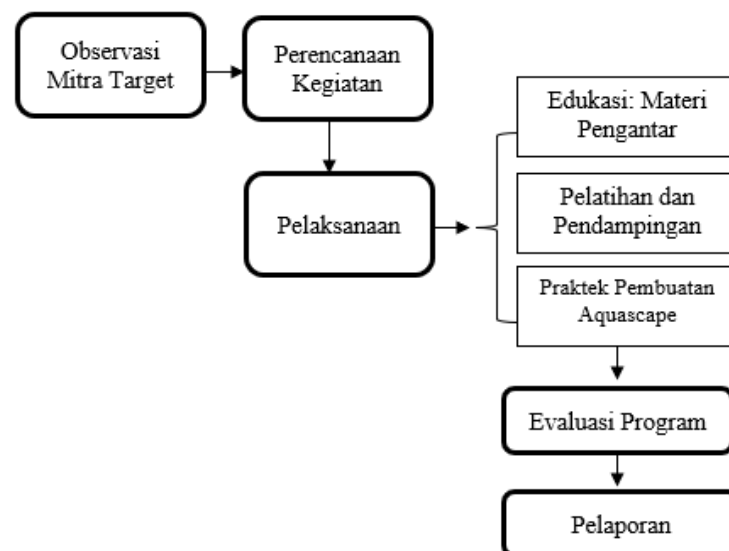 Observasi
Mitra Target
Perencanaan
Kegiatan
Pelaksanaan
Edukasi: Materi
Pengantar
Pelatihan dan
Pendampingan
Praktek Pembuatan
Aquascape
Evaluasi Program
Pelaporan